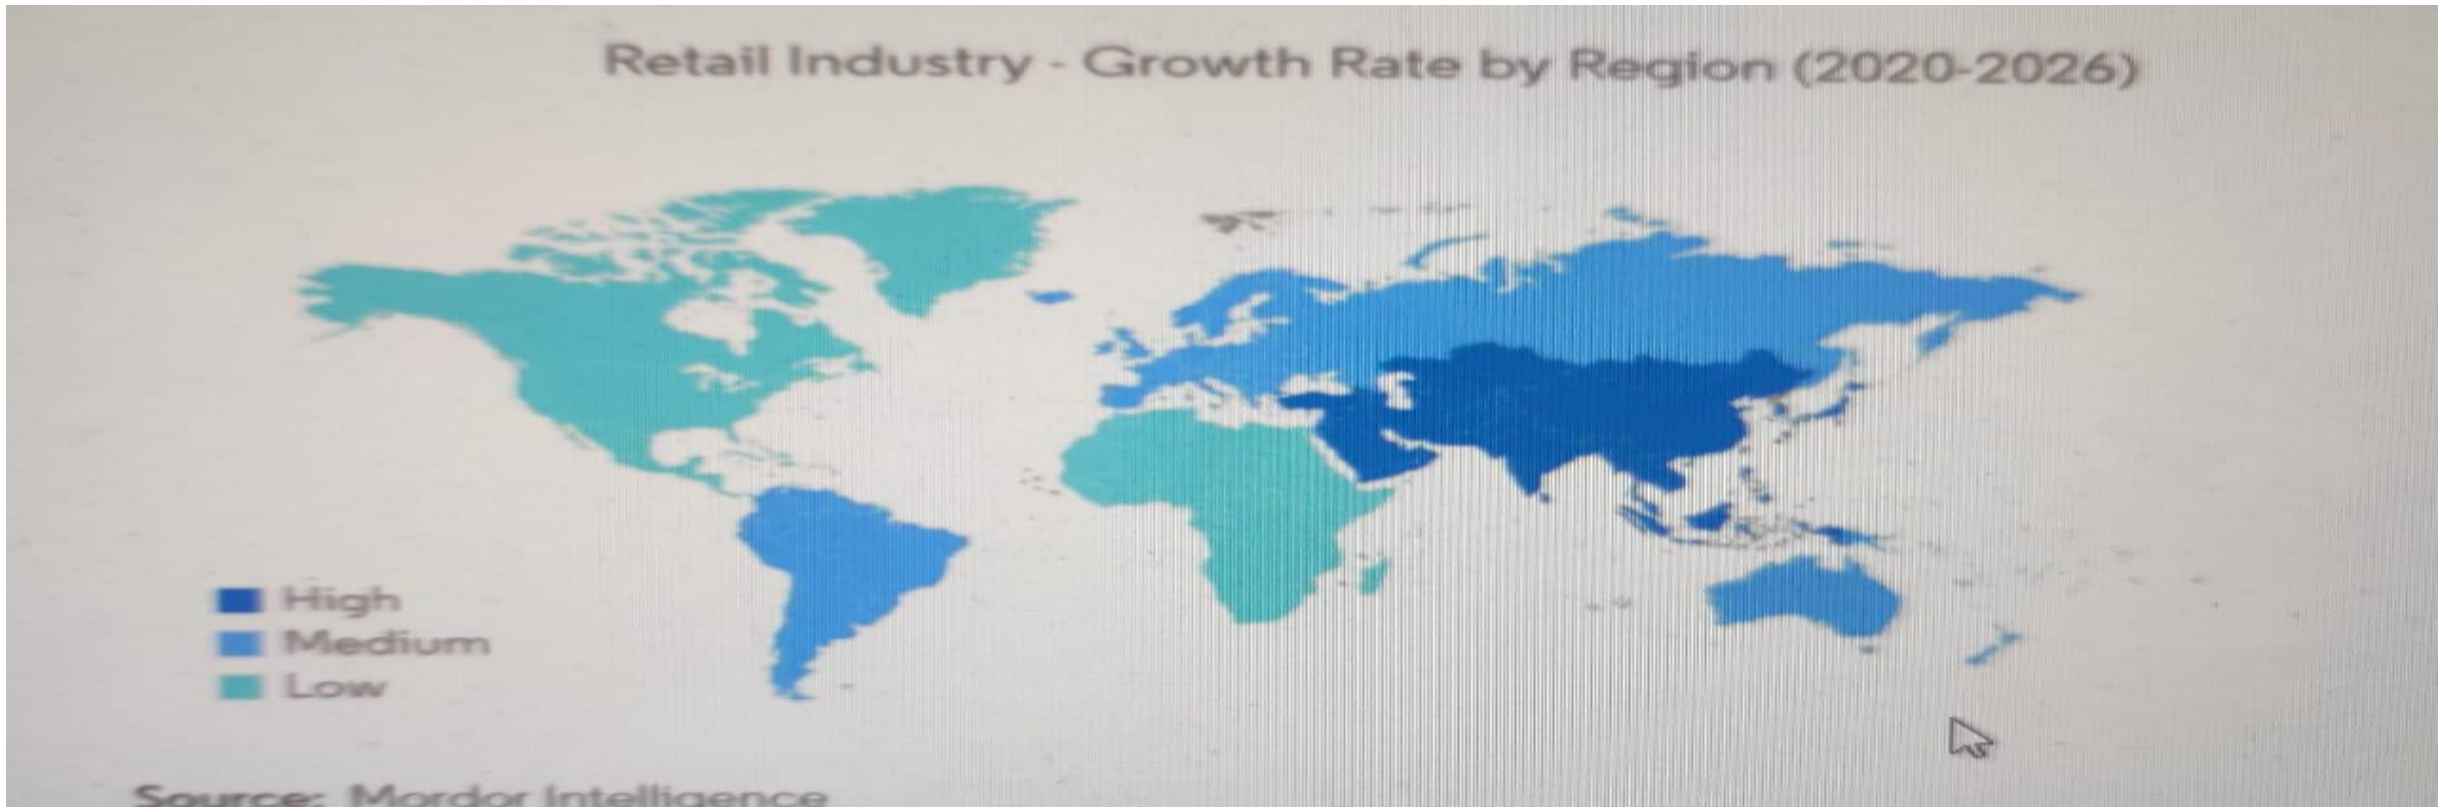 Retail Industry - Growth Rate by Region (2020-2026)
High
Medium
Low
Source: Mordor Intelligence